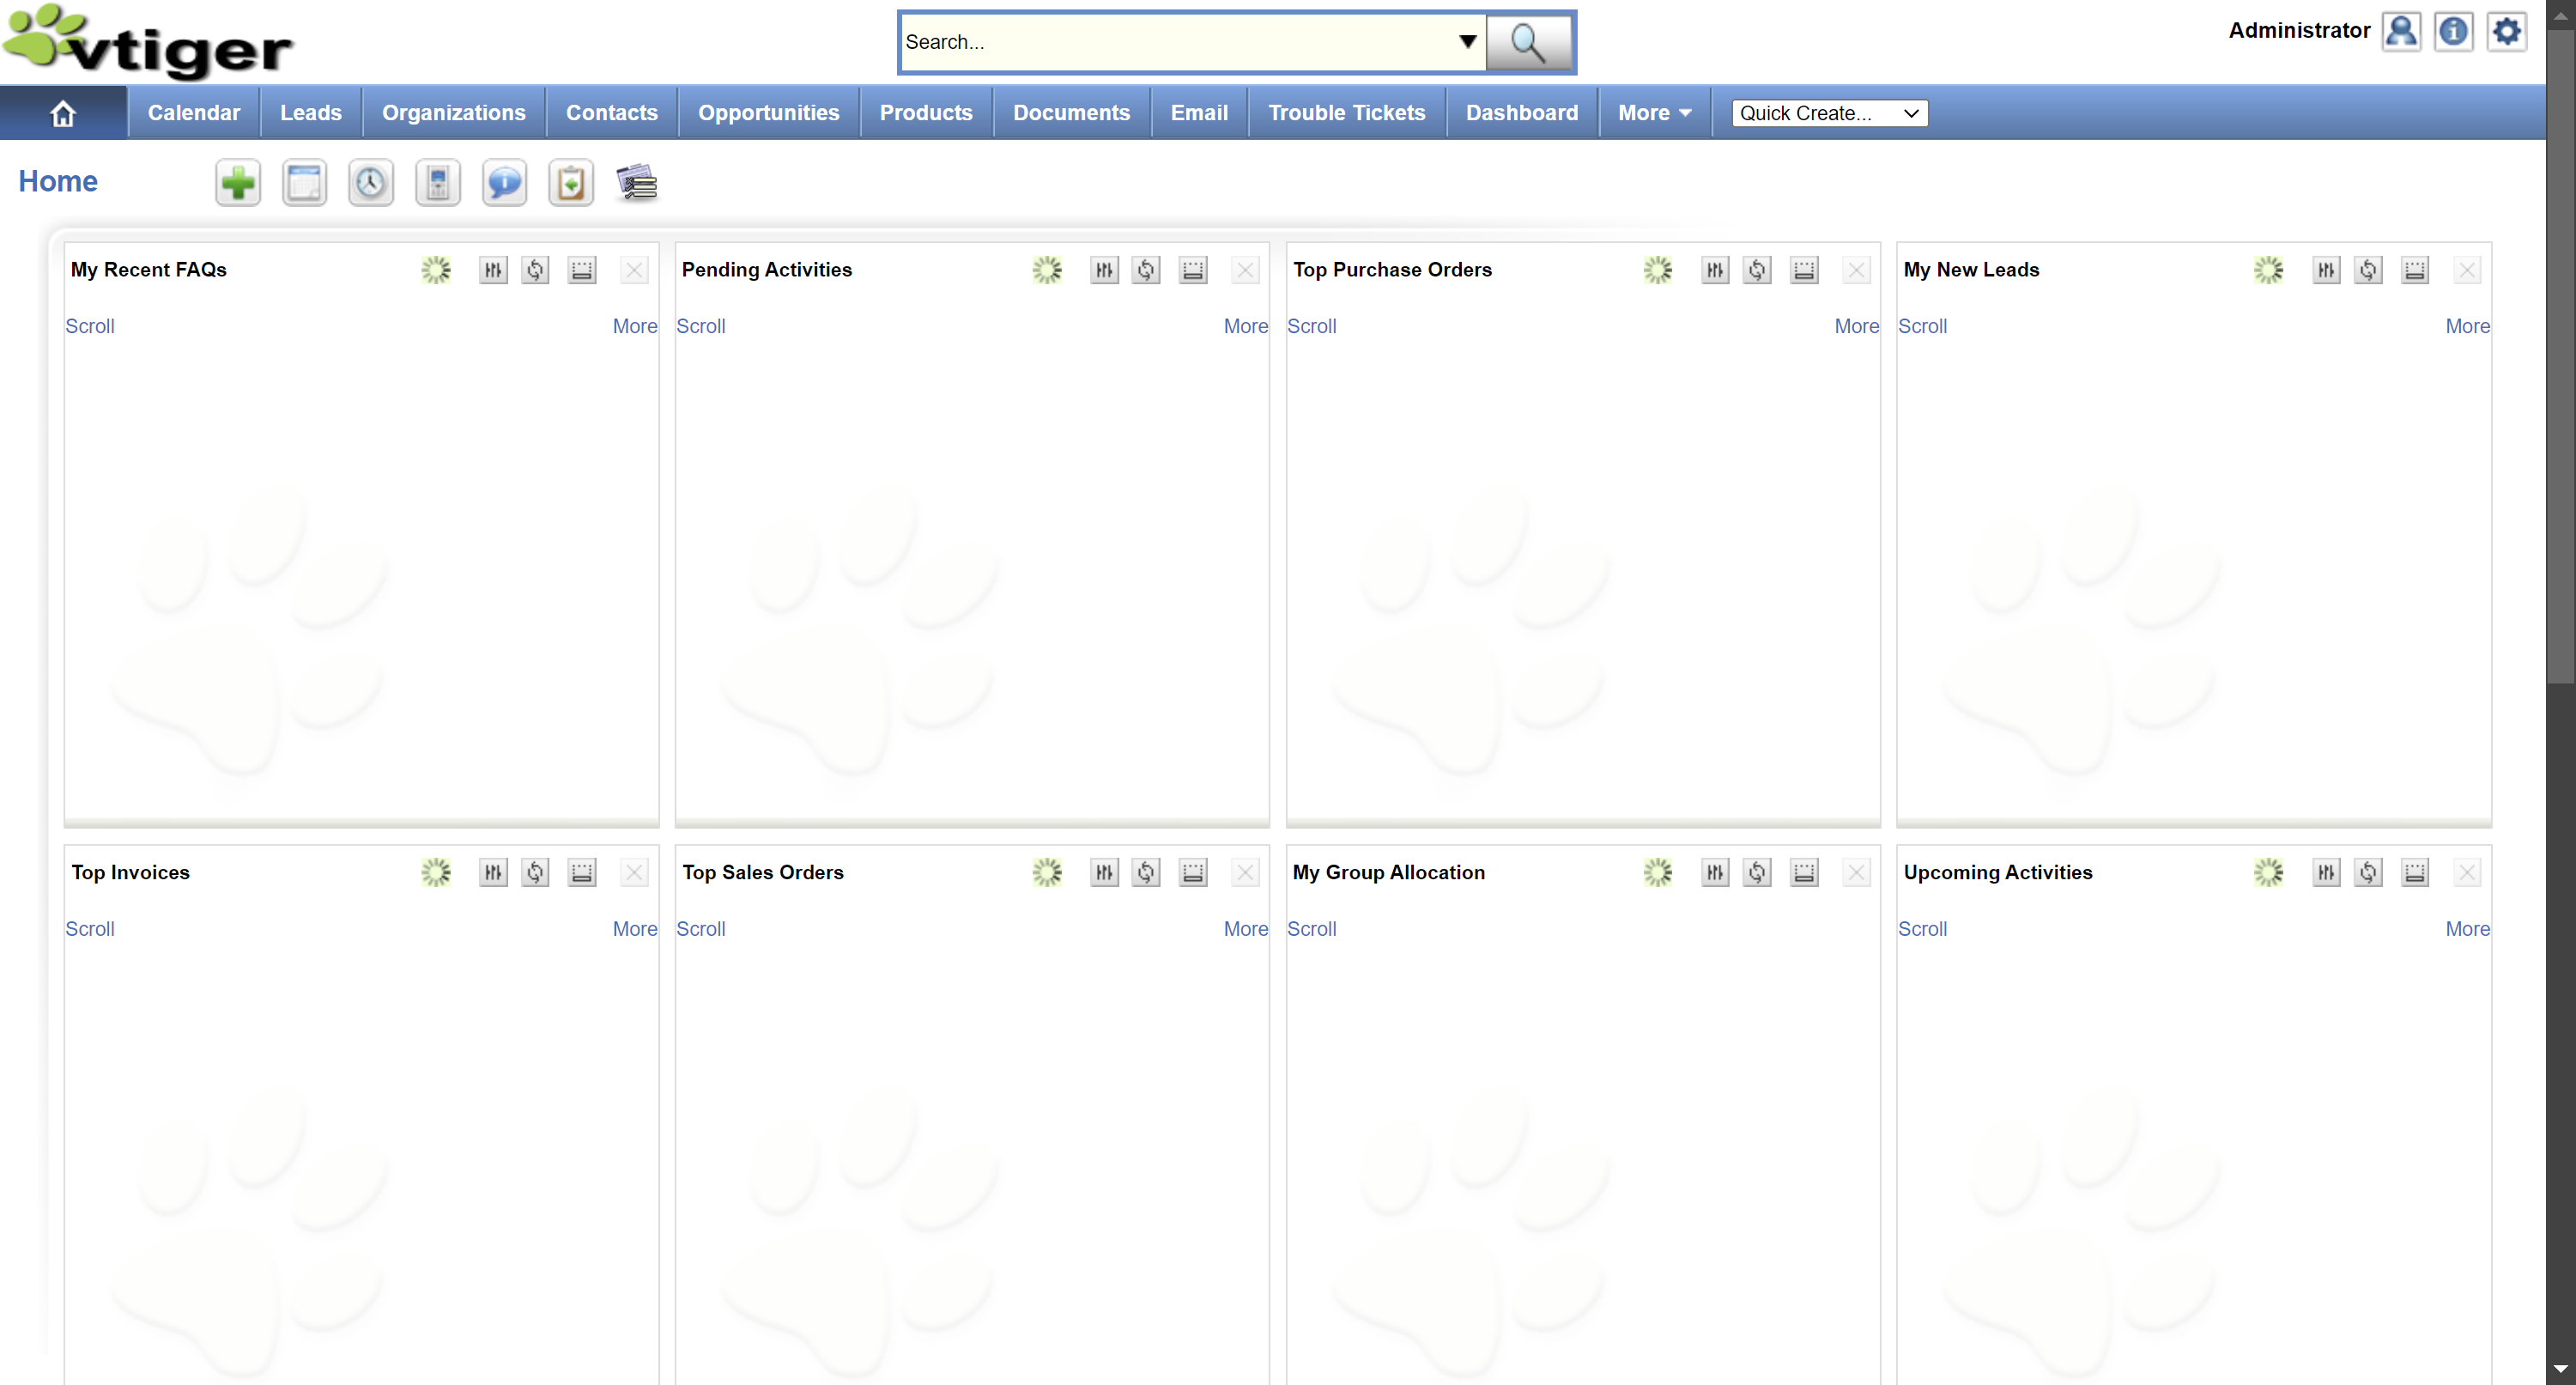 vtiger
Search...
Administrator
Calendar Leads Organizations Contacts Opportunities Products Documents Email Trouble Tickets Dashboard More Quick Create...
Home
My Recent FAQs Pending Activities Top Purchase Orders My New Leads
Scroll More Scroll More Scroll More Scroll More
Top Invoices Top Sales Orders My Group Allocation Upcoming Activities
Scroll More Scroll More Scroll Scroll More